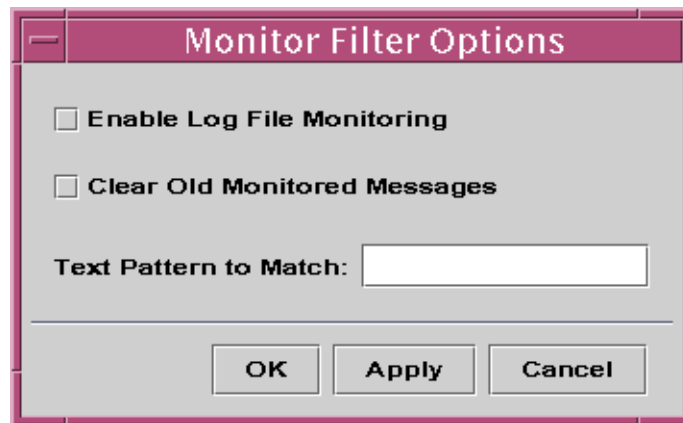 Monitor Filter Options
Enable Log File Monitoring
Clear Old Monitored Messages
Text Pattern to Match:
OK Apply Cancel